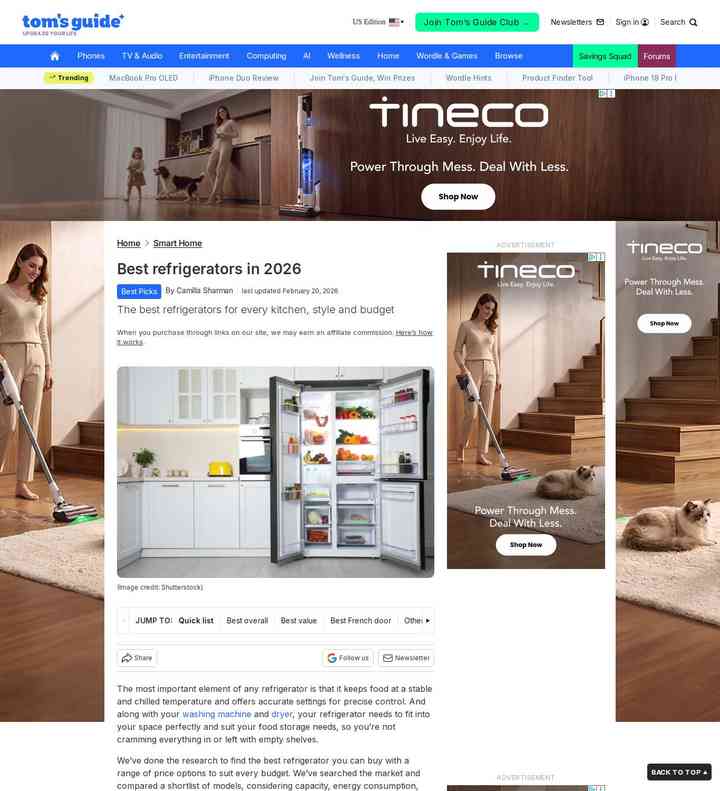 tom's guide
UPGRADE YOUR LIFE
US Edition
Join Tom's Guide Club →
Newsletters
Sign in
Search
Phones
TV & Audio
Entertainment
Computing
AI
Wellness
Home
Wordle & Games
Browse
Savings Squad
Forums
Trending
MacBook Pro OLED
iPhone Duo Review
Join Tom's Guide, Win Prizes
Wordle Hints
Product Finder Tool
iPhone 18 Pro
TINECO
Live Easy. Enjoy Life.
Power Through Mess. Deal With Less.
Shop Now
Home > Smart Home
Best refrigerators in 2026
Best Picks By Camilla Sharman last updated February 20, 2026
The best refrigerators for every kitchen, style and budget
When you purchase through links on our site, we may earn an affiliate commission. Here's how
it works.
(Image credit: Shutterstock)
JUMP TO: Quick list Best overall Best value Best French door Other
Share
Follow us
Newsletter
The most important element of any refrigerator is that it keeps food at a stable
and chilled temperature and offers accurate settings for precise control. And
along with your washing machine and dryer, your refrigerator needs to fit into
your space perfectly and suit your food storage needs, so you're not
cramming everything in or left with empty shelves.
We've done the research to find the best refrigerator you can buy with a
range of price options to suit every budget. We've searched the market and
compared a shortlist of models, considering capacity, energy consumption,
ADVERTISEMENT
TINECO
Live Easy. Enjoy Life.
Power Through Mess.
Deal With Less.
Shop Now
TINECO
Live Easy. Enjoy Life.
Power Through Mess.
Deal With Less.
Shop Now
ADVERTISEMENT
BACK TO TOP